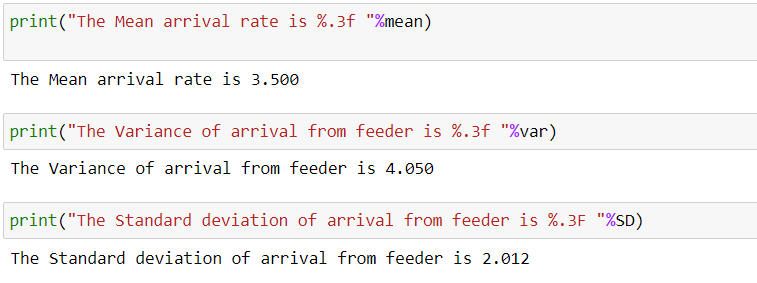 print("The Mean arrival rate is %.3f "%mean)
The Mean arrival rate is 3.500
print("The Variance of arrival from feeder is %.3f "%var)
The Variance of arrival from feeder is 4.050
print("The Standard deviation of arrival from feeder is %.3F "%SD)
The Standard deviation of arrival from feeder is 2.012